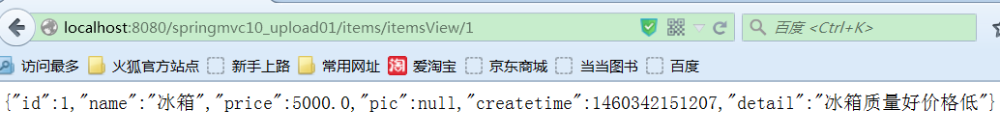 localhost:8080/springmvc10_upload01/items/itemsView/1
百度 <Ctrl+K>
访问最多 火狐官方站点 新手上路 常用网址 淘 爱淘宝 京东商城 当当图书 百度
{"id":1,"name":"冰箱","price":5000.0,"pic":null,"createtime":1460342151207,"detail":"冰箱质量好价格低"}